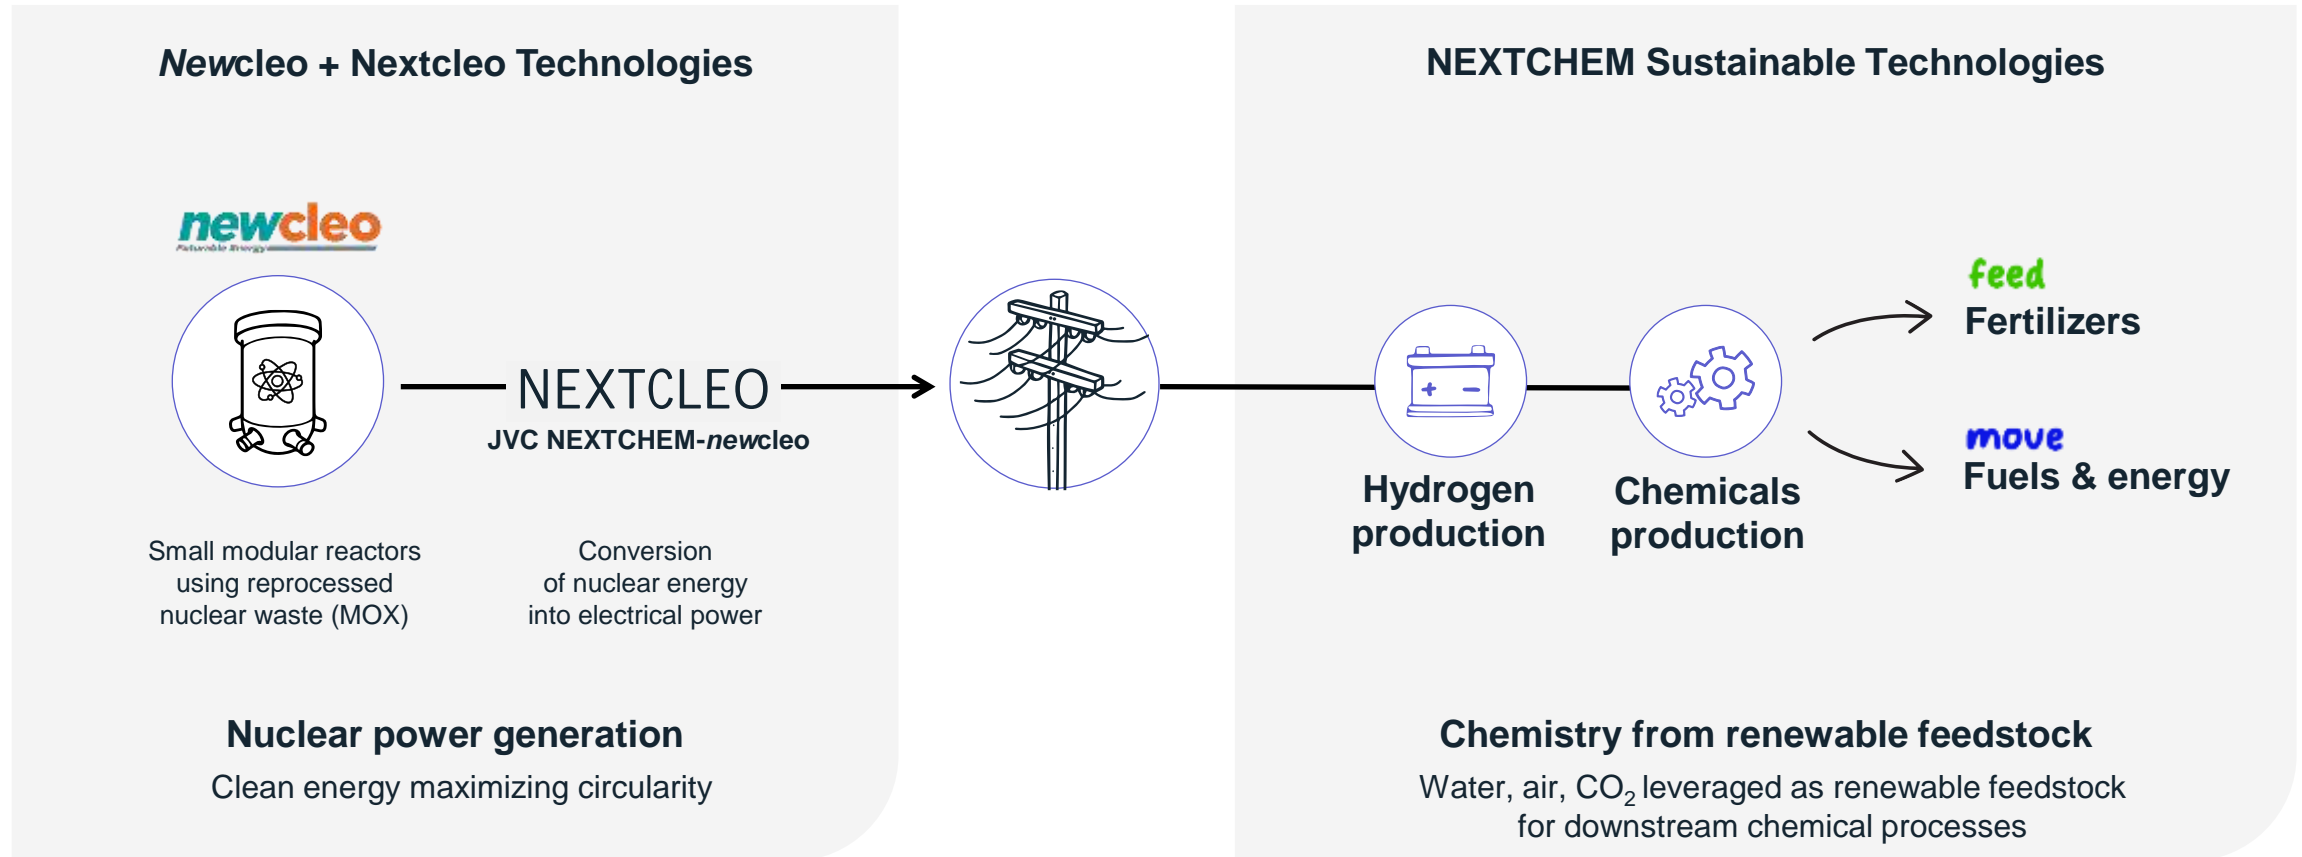 Newcleo + Nextcleo Technologies
newcleo
Futurable Energy
NEXTCLEO
JVC NEXTCHEM-newcleo
Small modular reactors
using reprocessed
nuclear waste (MOX)
Conversion
of nuclear energy
into electrical power
Nuclear power generation
Clean energy maximizing circularity
NEXTCHEM Sustainable Technologies
+ −
Hydrogen
production
Chemicals
production
feed
Fertilizers
move
Fuels & energy
Chemistry from renewable feedstock
Water, air, CO₂ leveraged as renewable feedstock
for downstream chemical processes